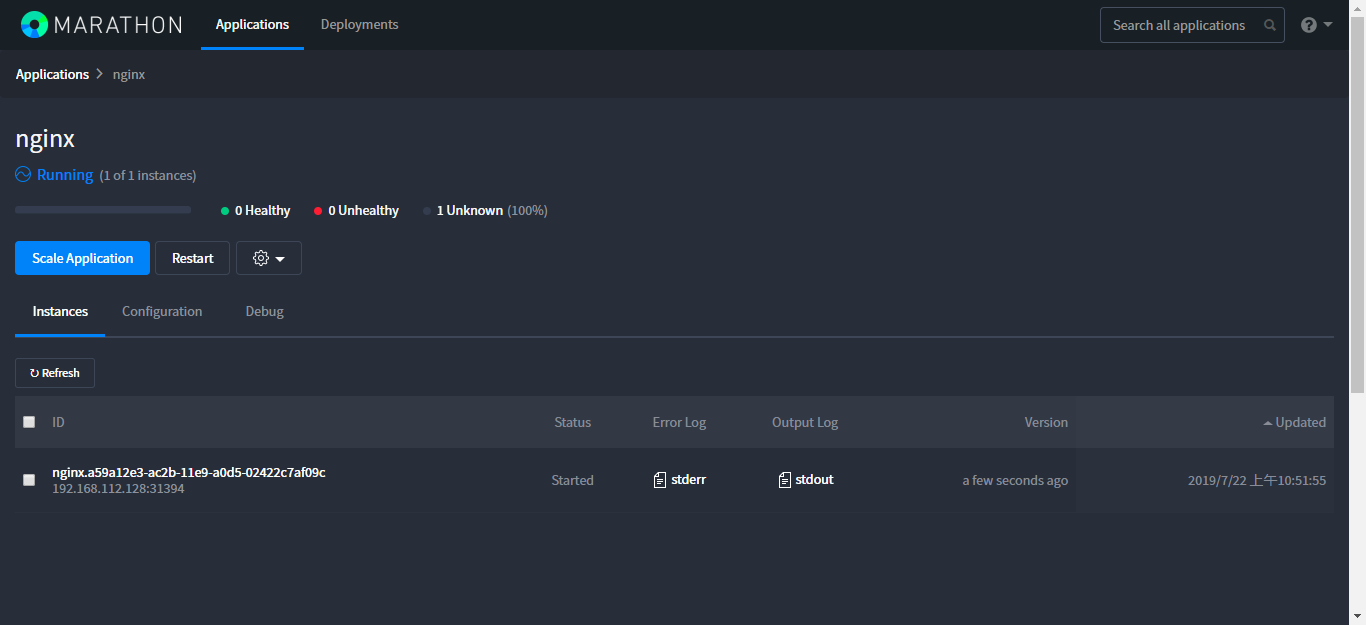 MARATHON Applications Deployments Search all applications
Applications nginx
nginx
Running (1 of 1 instances)
0 Healthy 0 Unhealthy 1 Unknown (100%)
Scale Application Restart
Instances Configuration Debug
Refresh
ID Status Error Log Output Log Version Updated
nginx.a59a12e3-ac2b-11e9-a0d5-02422c7af09c Started stderr stdout a few seconds ago 2019/7/22 上午10:51:55
192.168.112.128:31394